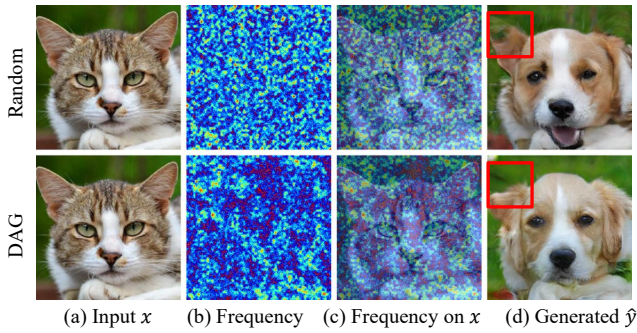 Random
DAG
(a) Input 𝑥 (b) Frequency (c) Frequency on 𝑥 (d) Generated 𝑦̂